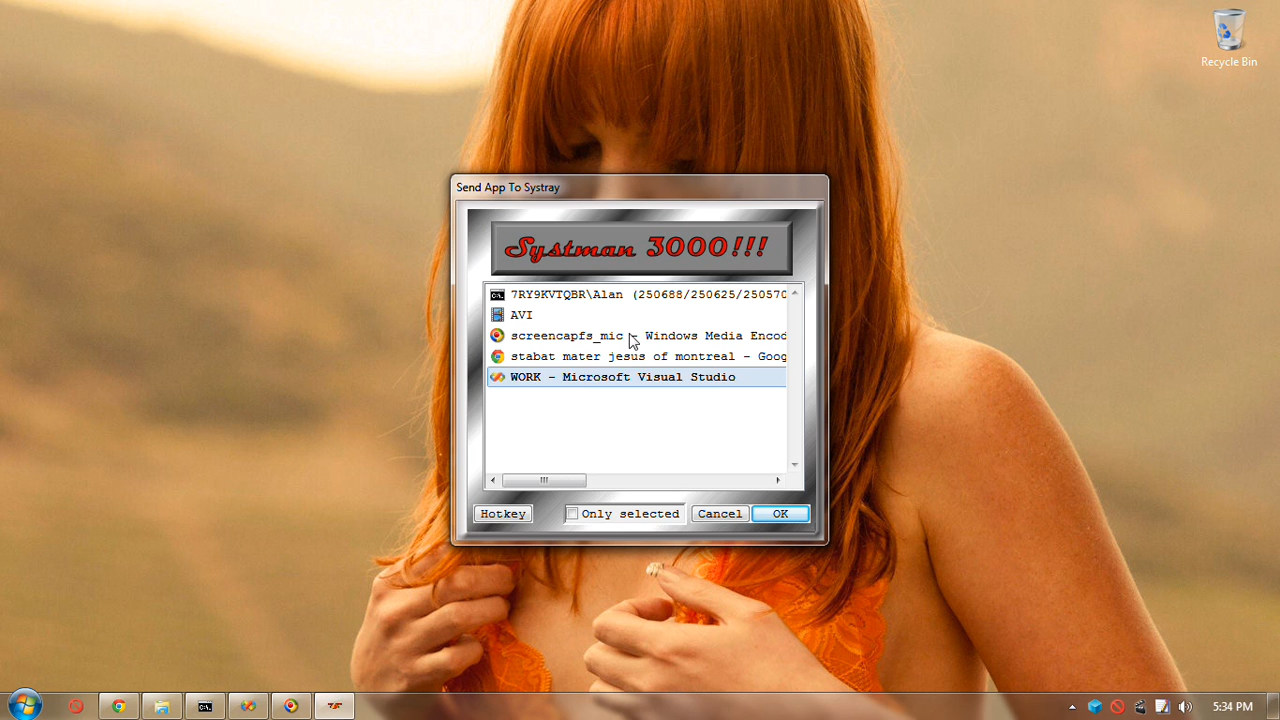 Recycle Bin
Send App To Systray
Systman 3000!!!
7RY9KVTQBR\Alan (250688/250625/250570
AVI
screencapfs_mic - Windows Media Encod
stabat mater jesus of montreal - Goog
WORK - Microsoft Visual Studio
Hotkey
Only selected
Cancel
OK
5:34 PM